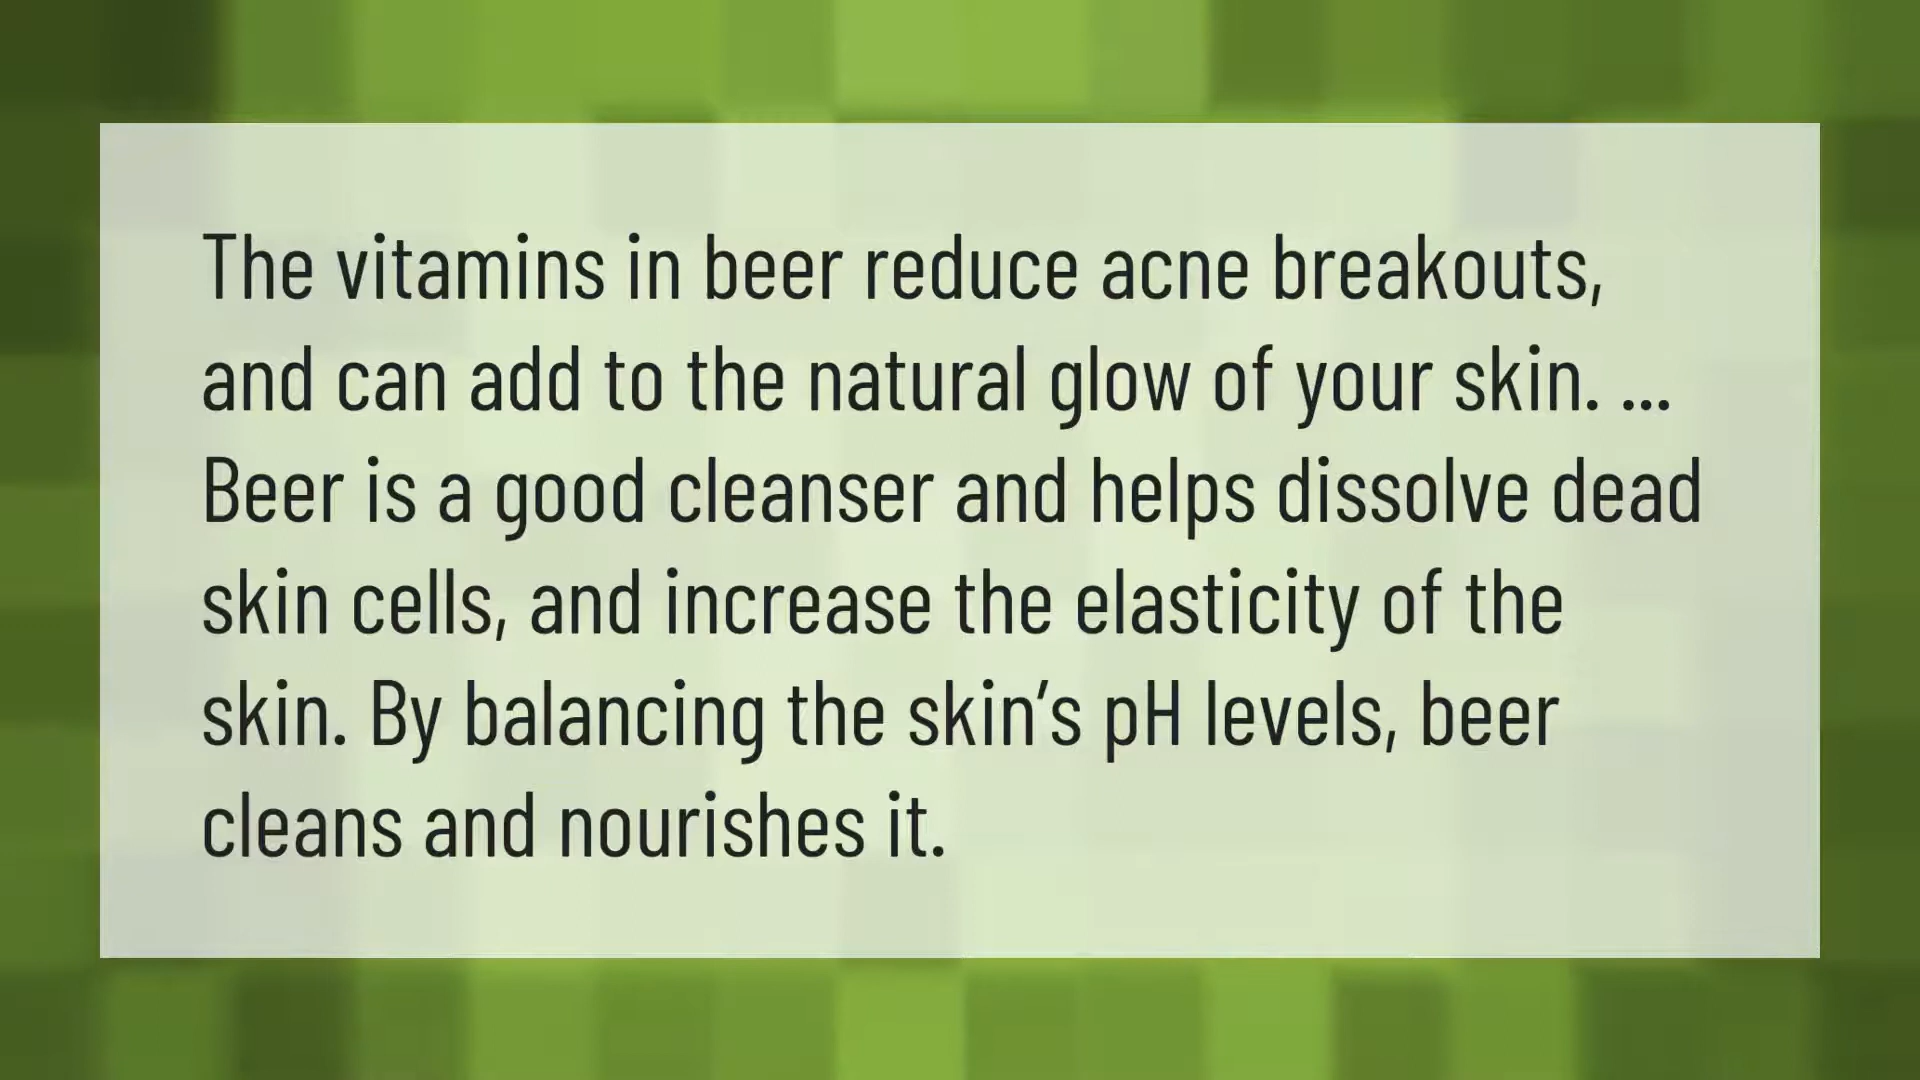 The vitamins in beer reduce acne breakouts,
and can add to the natural glow of your skin. ...
Beer is a good cleanser and helps dissolve dead
skin cells, and increase the elasticity of the
skin. By balancing the skin’s pH levels, beer
cleans and nourishes it.